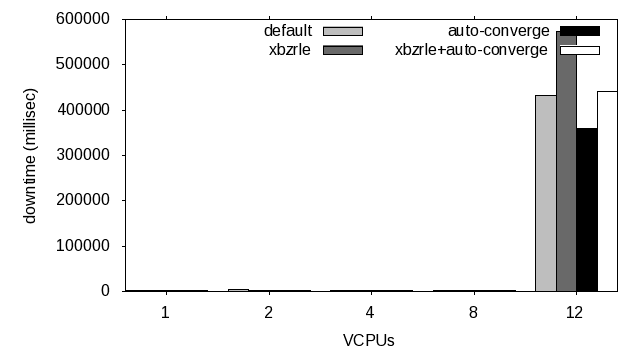 600000
500000
400000
300000
200000
100000
0
downtime (millisec)
default
xbzrle
auto-converge
xbzrle+auto-converge
1 2 4 8 12
VCPUs